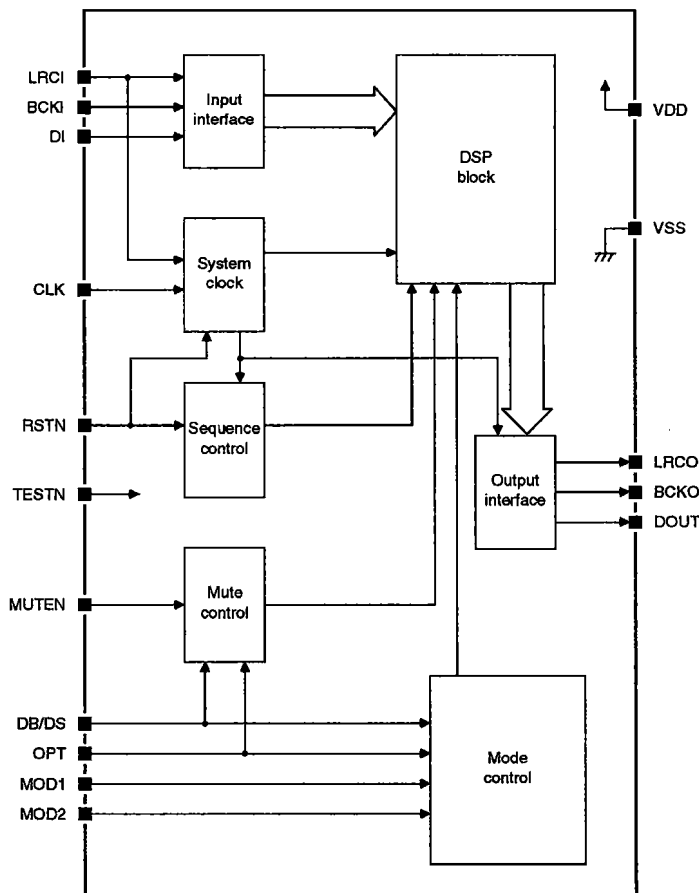 LRCI
BCKI
DI
Input
interface
DSP
block
VDD
VSS
System
clock
CLK
RSTN
Sequence
control
TESTN
Output
interface
LRCO
BCKO
DOUT
MUTEN
Mute
control
DB/DS
OPT
MOD1
MOD2
Mode
control